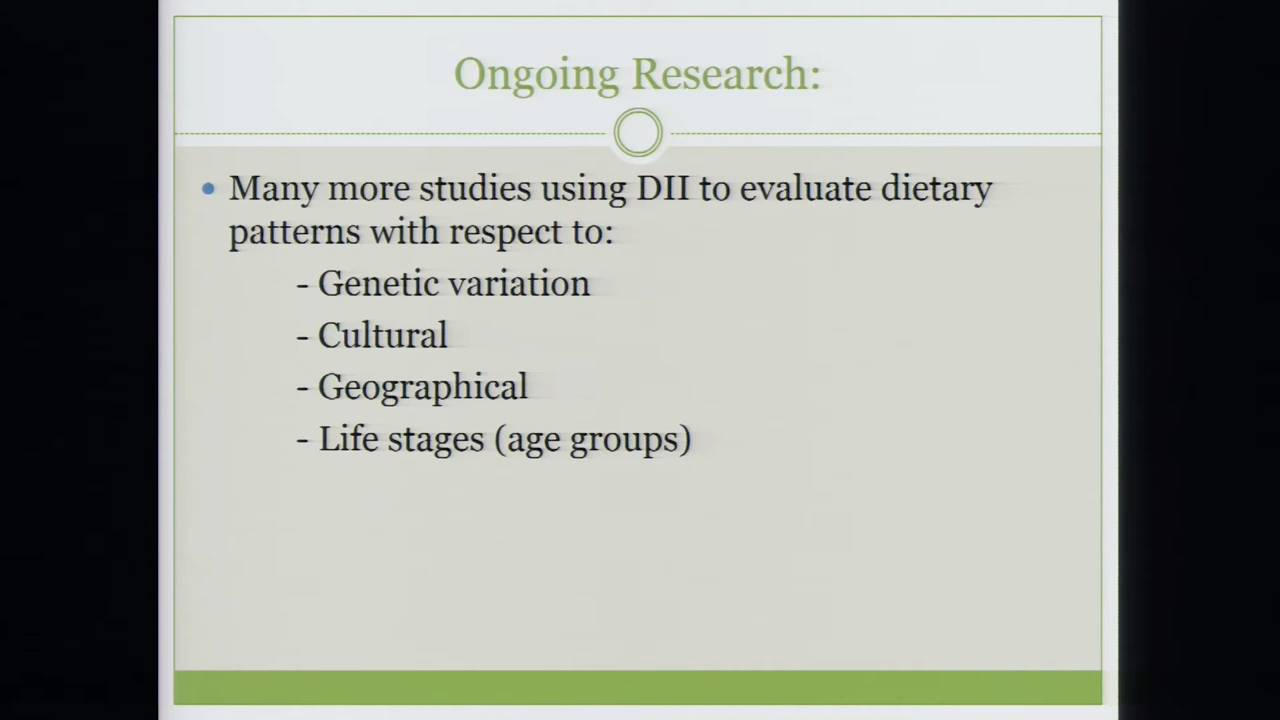 Ongoing Research:
• Many more studies using DII to evaluate dietary
patterns with respect to:
- Genetic variation
- Cultural
- Geographical
- Life stages (age groups)